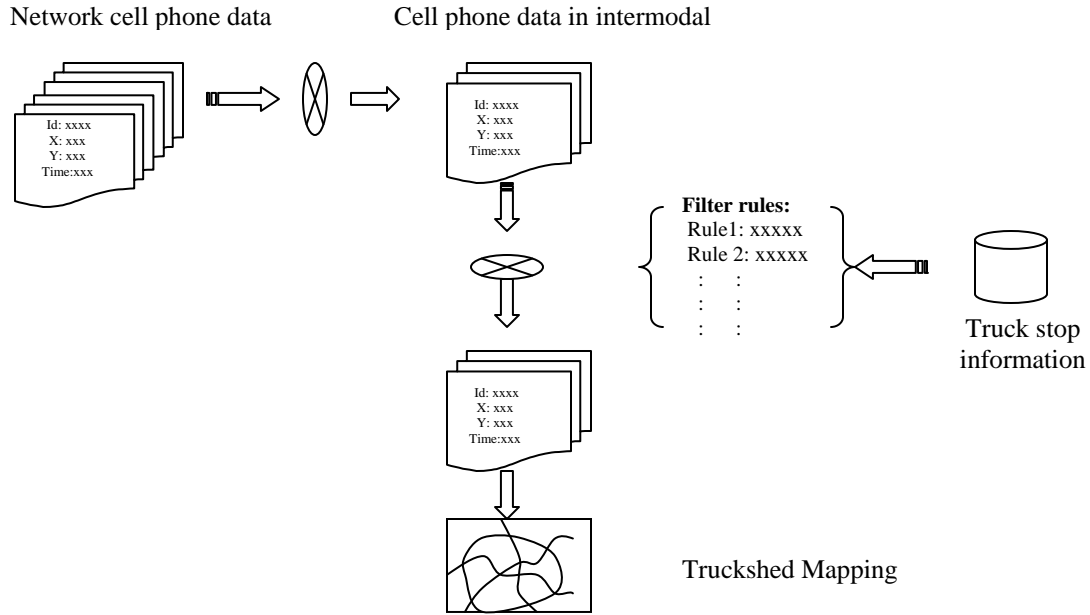 Network cell phone data
Cell phone data in intermodal
Id: xxxx
X: xxx
Y: xxx
Time:xxx
Id: xxxx
X: xxx
Y: xxx
Time:xxx
Filter rules:
Rule1: xxxxx
Rule 2: xxxxx
: :
: :
: :
Truck stop
information
Id: xxxx
X: xxx
Y: xxx
Time:xxx
Truckshed Mapping